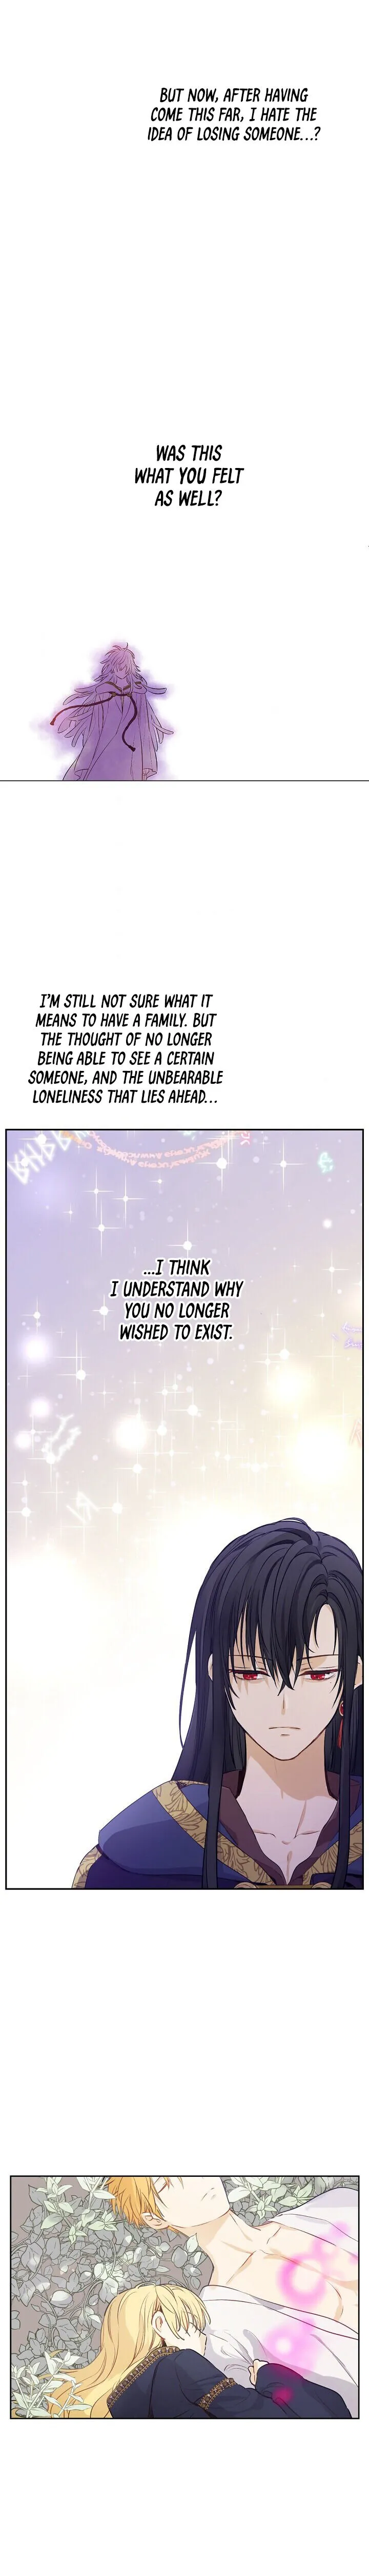 BUT NOW, AFTER HAVING
COME THIS FAR, I HATE THE
IDEA OF LOSING SOMEONE...?
WAS THIS
WHAT YOU FELT
AS WELL?
I'M STILL NOT SURE WHAT IT
MEANS TO HAVE A FAMILY. BUT
THE THOUGHT OF NO LONGER
BEING ABLE TO SEE A CERTAIN
SOMEONE, AND THE UNBEARABLE
LONELINESS THAT LIES AHEAD...
...I THINK
I UNDERSTAND WHY
YOU NO LONGER
WISHED TO EXIST.